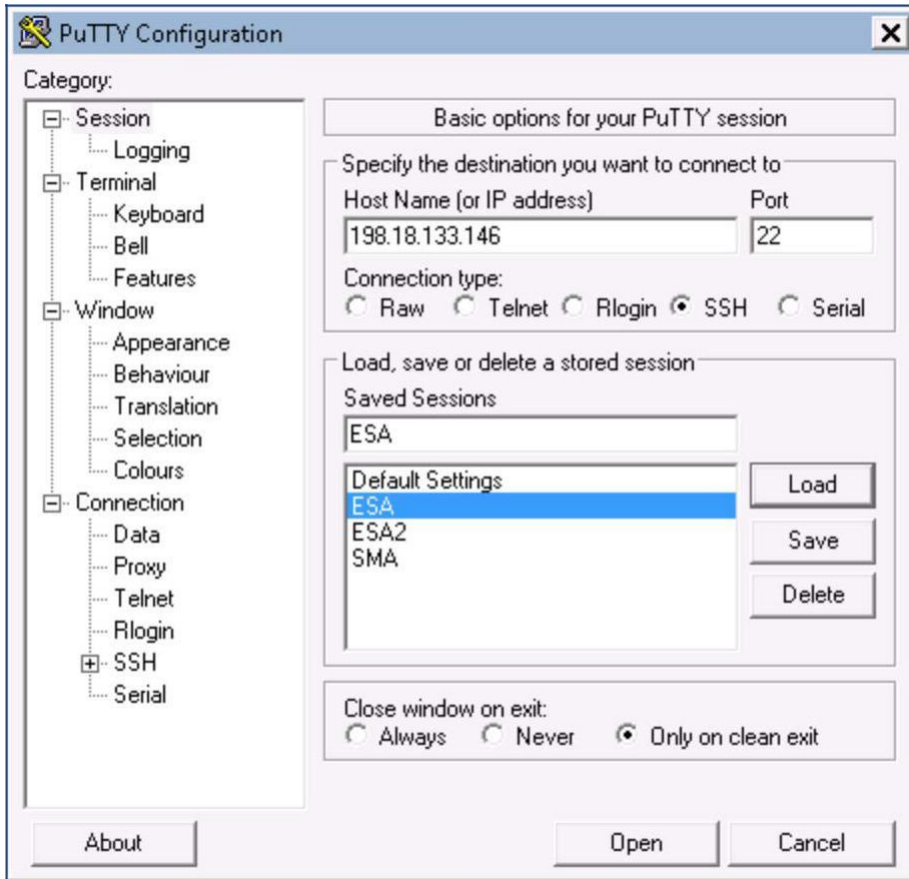 PuTTY Configuration
Category:
Session
Logging
Terminal
Keyboard
Bell
Features
Window
Appearance
Behaviour
Translation
Selection
Colours
Connection
Data
Proxy
Telnet
Rlogin
SSH
Serial
Basic options for your PuTTY session
Specify the destination you want to connect to
Host Name (or IP address) Port
198.18.133.146 22
Connection type:
Raw Telnet Rlogin SSH Serial
Load, save or delete a stored session
Saved Sessions
ESA
Default Settings
ESA
ESA2
SMA
Load
Save
Delete
Close window on exit:
Always Never Only on clean exit
About Open Cancel